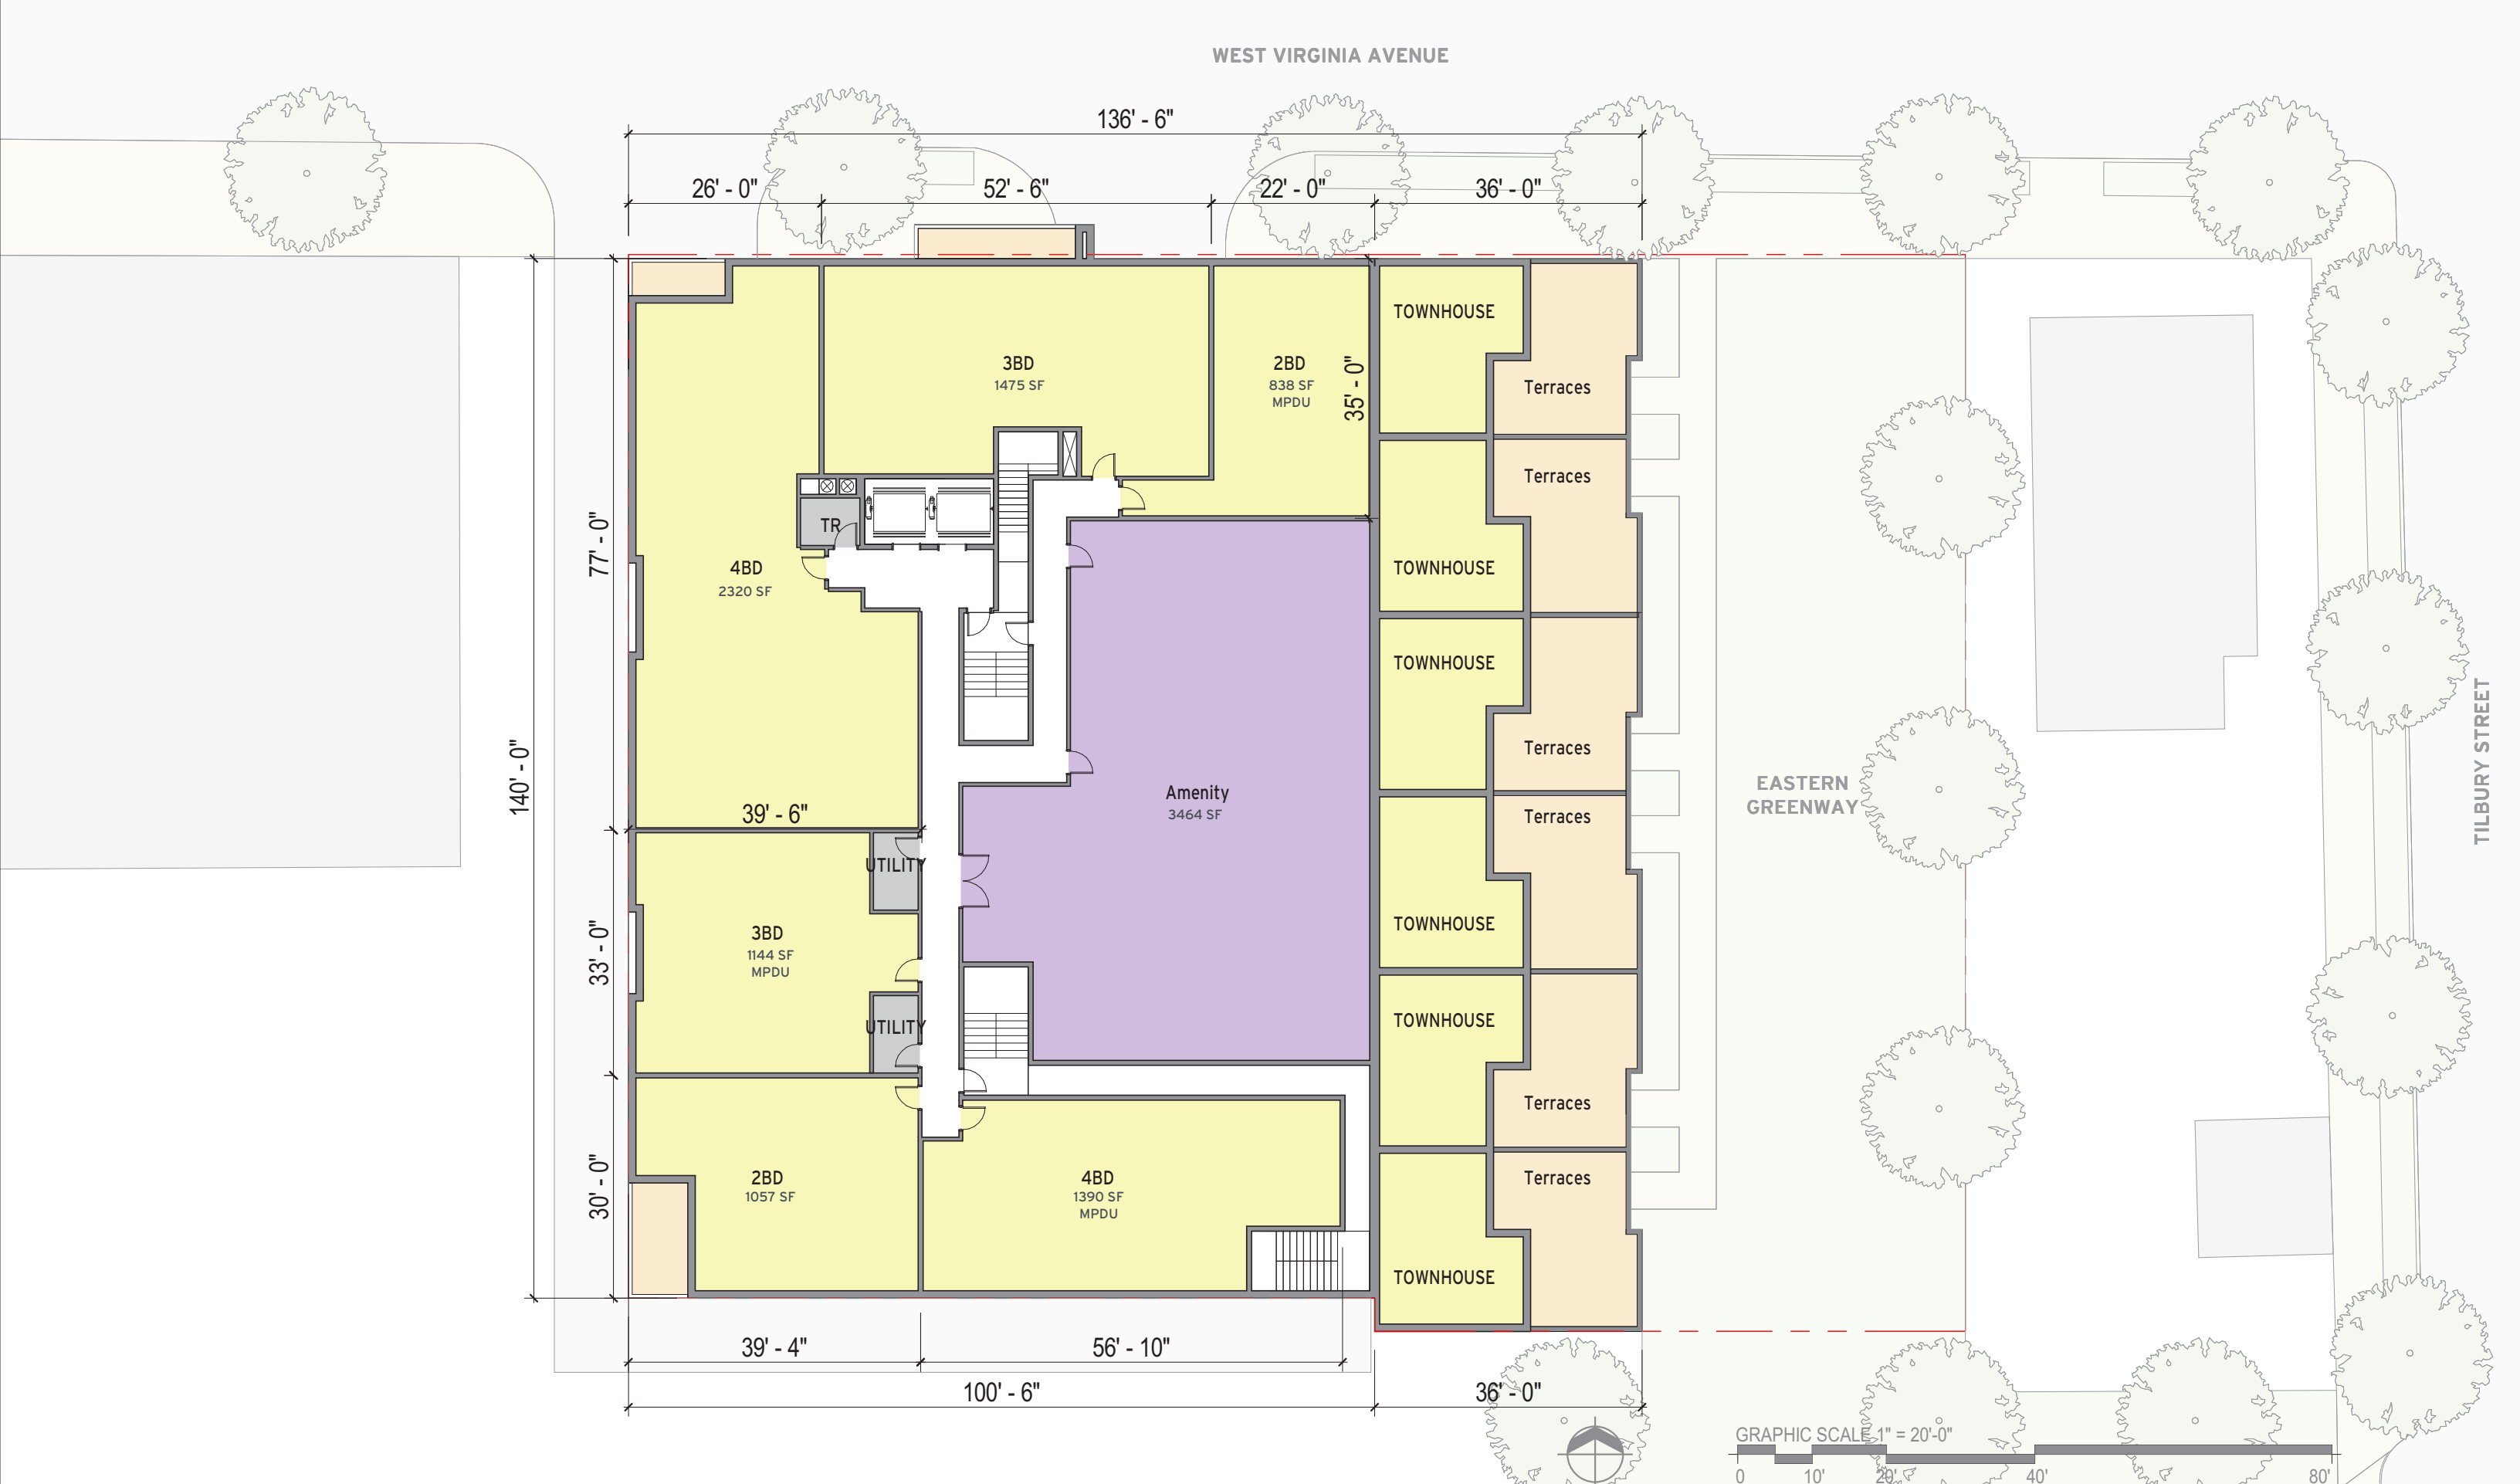 WEST VIRGINIA AVENUE
136' - 6"
26' - 0"
52' - 6"
22' - 0"
36' - 0"
TOWNHOUSE
3BD
1475 SF
2BD
838 SF
MPDU
35' - 0"
Terraces
Terraces
TR
77' - 0"
4BD
2320 SF
TOWNHOUSE
TOWNHOUSE
Terraces
140' - 0"
EASTERN
GREENWAY
TILBURY STREET
Amenity
3464 SF
39' - 6"
Terraces
UTILITY
TOWNHOUSE
33' - 0"
3BD
1144 SF
MPDU
UTILITY
TOWNHOUSE
Terraces
30' - 0"
2BD
1057 SF
4BD
1390 SF
MPDU
Terraces
TOWNHOUSE
39' - 4"
56' - 10"
100' - 6"
36' - 0"
GRAPHIC SCALE 1" = 20'-0"
0 10' 20' 40' 80'